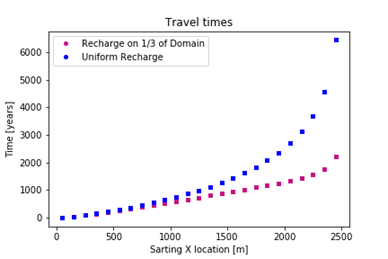 Travel times
Recharge on 1/3 of Domain
Uniform Recharge
Time [years]
6000
5000
4000
3000
2000
1000
0
0 500 1000 1500 2000 2500
Sarting X location [m]